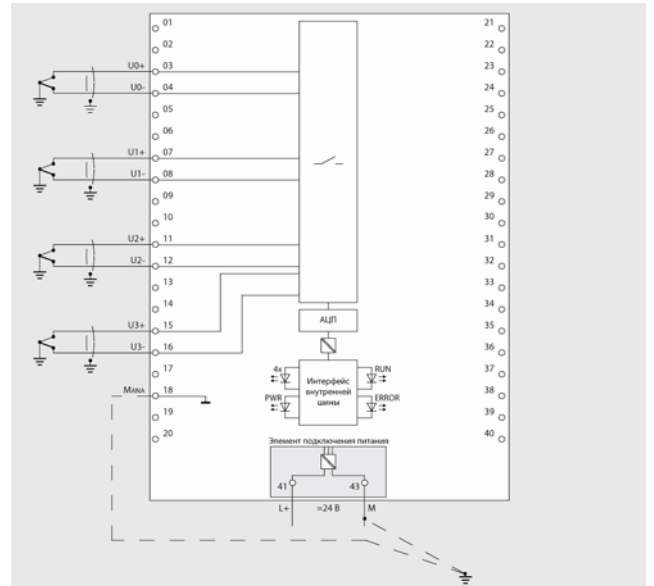 01 21
02 22
U0+ 03 23
U0- 04 24
05 25
06 26
U1+ 07 27
U1- 08 28
09 29
10 30
U2+ 11 31
U2- 12 32
13 33
14 34
АЦП
U3+ 15 35
U3- 16 36
17 37
4x RUN
Интерфейс
внутренней
шины
MANA 18 38
PWR ERROR
19 39
20 40
Элемент подключения питания
41 43
L+ =24 В M